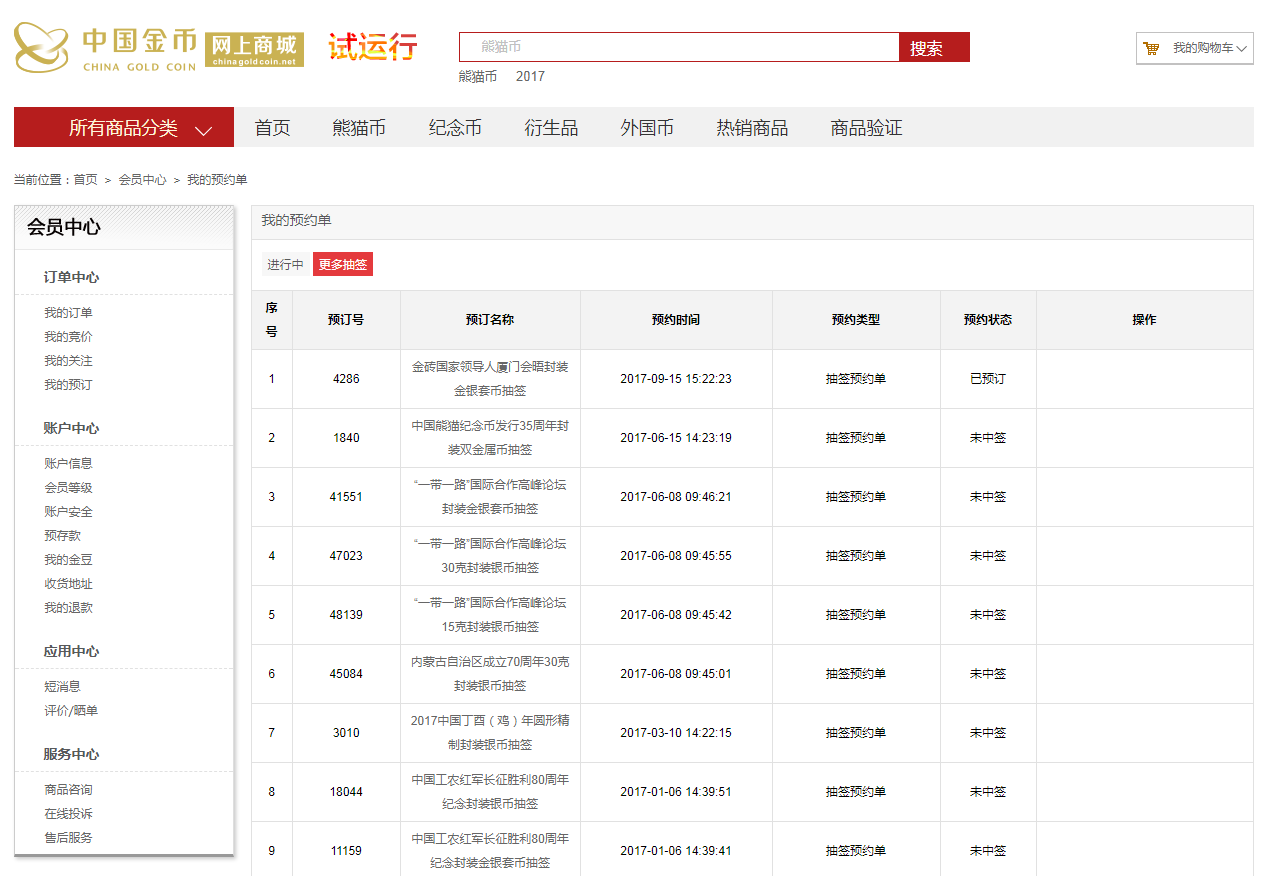 中国金币
CHINA GOLD COIN
网上商城
chinagoldcoin.net
试运行
熊猫币
搜索
我的购物车
熊猫币 2017
所有商品分类 首页 熊猫币 纪念币 衍生品 外国币 热销商品 商品验证
当前位置：首页 > 会员中心 > 我的预约单
会员中心
订单中心
我的订单
我的竞价
我的关注
我的预订
账户中心
账户信息
会员等级
账户安全
预存款
我的金豆
收货地址
我的退款
应用中心
短消息
评价/晒单
服务中心
商品咨询
在线投诉
售后服务
我的预约单
进行中 更多抽签
序号 预订号 预订名称 预约时间 预约类型 预约状态 操作
1 4286 金砖国家领导人厦门会晤封装 2017-09-15 15:22:23 抽签预约单 已预订
金银套币抽签
2 1840 中国熊猫纪念币发行35周年封 2017-06-15 14:23:19 抽签预约单 未中签
装双金属币抽签
3 41551 “一带一路”国际合作高峰论坛 2017-06-08 09:46:21 抽签预约单 未中签
封装金银套币抽签
4 47023 “一带一路”国际合作高峰论坛 2017-06-08 09:45:55 抽签预约单 未中签
30克封装银币抽签
5 48139 “一带一路”国际合作高峰论坛 2017-06-08 09:45:42 抽签预约单 未中签
15克封装银币抽签
6 45084 内蒙古自治区成立70周年30克 2017-06-08 09:45:01 抽签预约单 未中签
封装银币抽签
7 3010 2017中国丁酉（鸡）年圆形精 2017-03-10 14:22:15 抽签预约单 未中签
制封装银币抽签
8 18044 中国工农红军长征胜利80周年 2017-01-06 14:39:51 抽签预约单 未中签
纪念封装银币抽签
9 11159 中国工农红军长征胜利80周年 2017-01-06 14:39:41 抽签预约单 未中签
纪念封装金银套币抽签